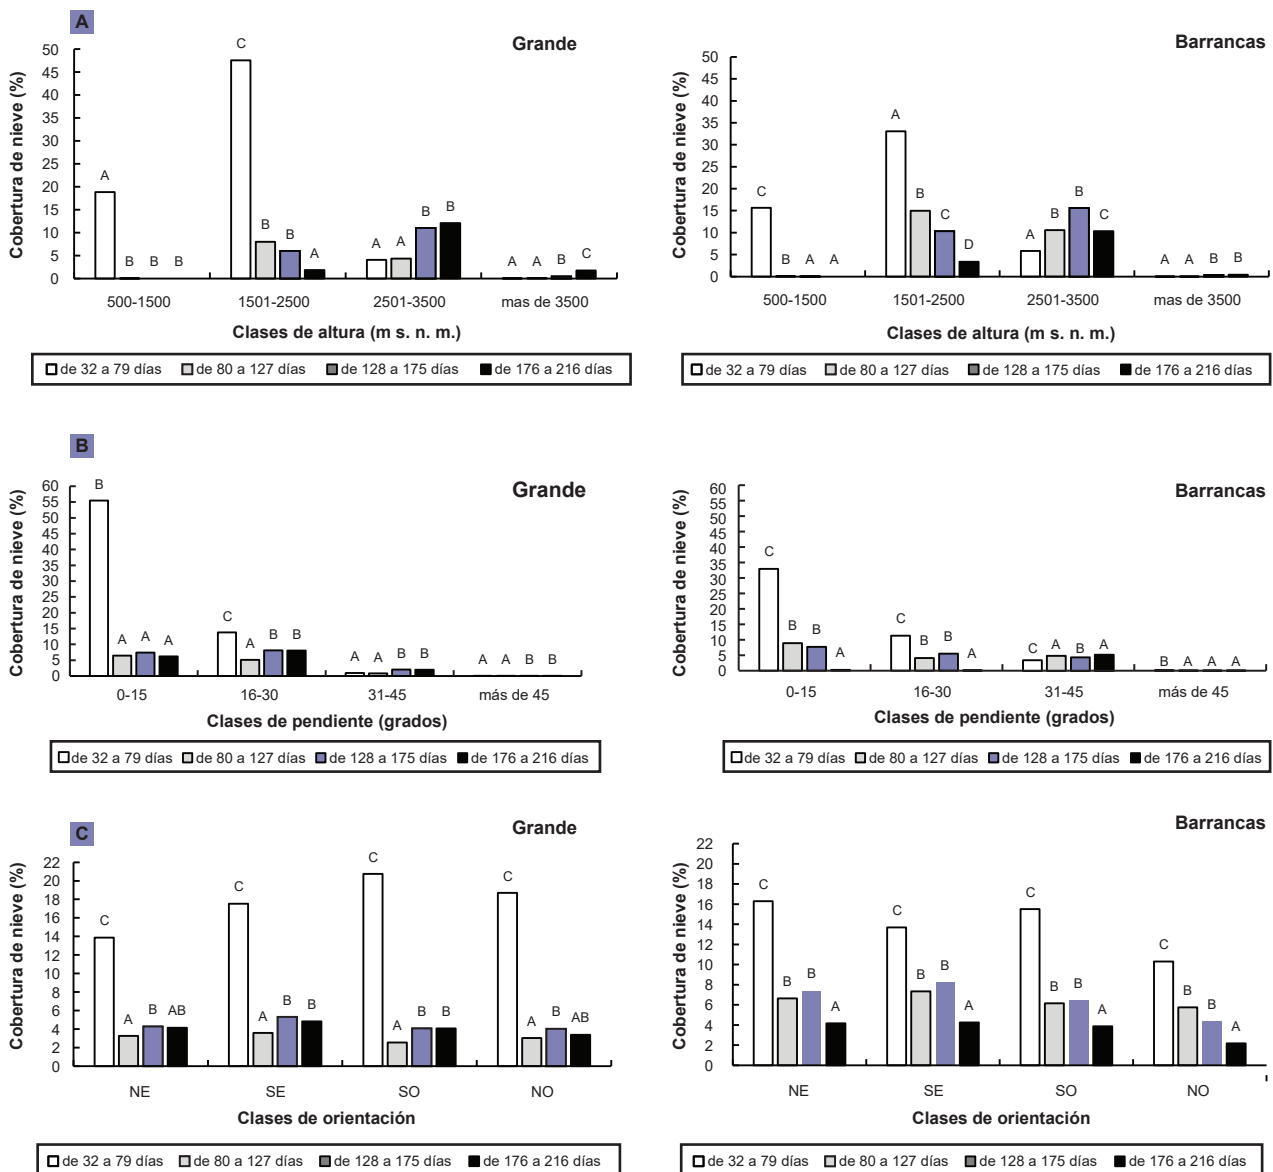 A
Grande
Cobertura de nieve (%)
50
45
40
35
30
25
20
15
10
5
0
A B B B
C B B A
A A B B
A A B C
500-1500 1501-2500 2501-3500 mas de 3500
Clases de altura (m s. n. m.)
de 32 a 79 días de 80 a 127 días de 128 a 175 días de 176 a 216 días
Barrancas
Cobertura de nieve (%)
50
45
40
35
30
25
20
15
10
5
0
C B A A
A B C D
A B B C
A A B B
500-1500 1501-2500 2501-3500 mas de 3500
Clases de altura (m s. n. m.)
de 32 a 79 días de 80 a 127 días de 128 a 175 días de 176 a 216 días
B
Grande
Cobertura de nieve (%)
60
55
50
45
40
35
30
25
20
15
10
5
0
B A A A
C A B B
A A B B
A A B B
0-15 16-30 31-45 más de 45
Clases de pendiente (grados)
de 32 a 79 días de 80 a 127 días de 128 a 175 días de 176 a 216 días
Barrancas
Cobertura de nieve (%)
60
55
50
45
40
35
30
25
20
15
10
5
0
C B B A
C B B A
C A B A
B A A A
0-15 16-30 31-45 más de 45
Clases de pendiente (grados)
de 32 a 79 días de 80 a 127 días de 128 a 175 días de 176 a 216 días
C
Grande
Cobertura de nieve (%)
22
20
18
16
14
12
10
8
6
4
2
0
C A B AB
C A B B
C A B B
C A B AB
NE SE SO NO
Clases de orientación
de 32 a 79 días de 80 a 127 días de 128 a 175 días de 176 a 216 días
Barrancas
Cobertura de nieve (%)
22
20
18
16
14
12
10
8
6
4
2
0
C B B A
C B B A
C B B A
C B B A
NE SE SO NO
Clases de orientación
de 32 a 79 días de 80 a 127 días de 128 a 175 días de 176 a 216 días